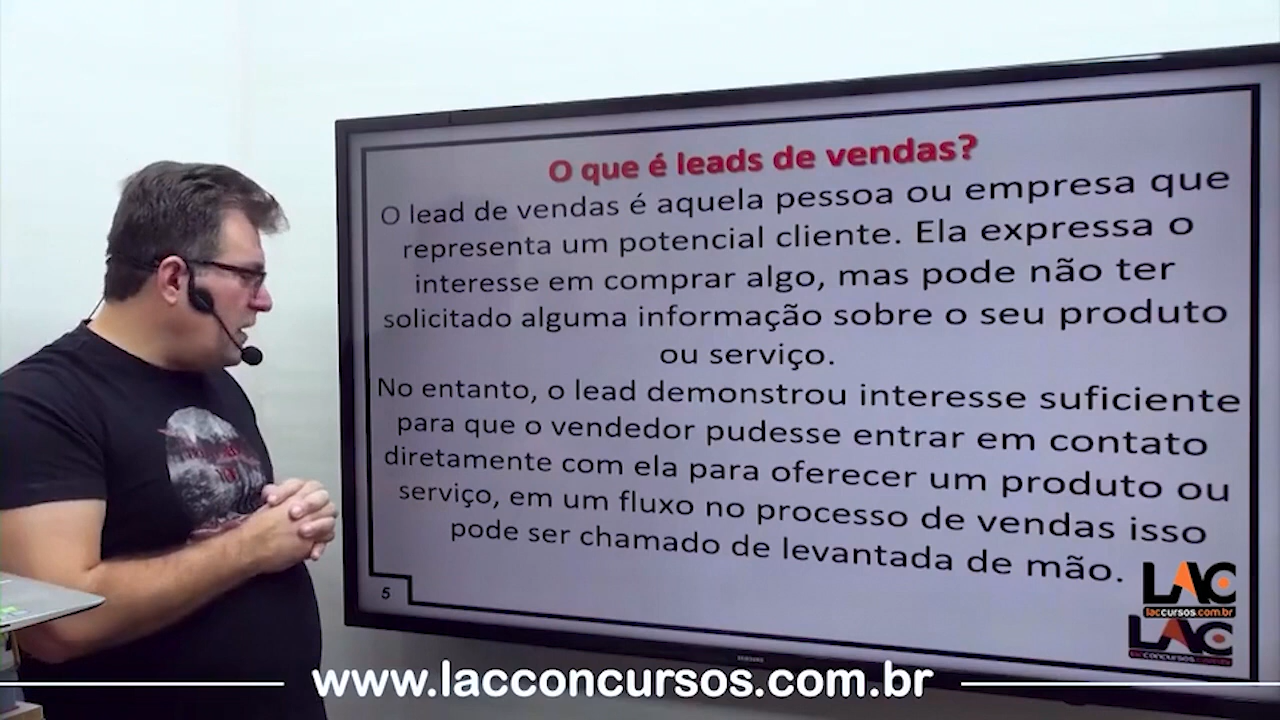 O que é leads de vendas?
O lead de vendas é aquela pessoa ou empresa que
representa um potencial cliente. Ela expressa o
interesse em comprar algo, mas pode não ter
solicitado alguma informação sobre o seu produto
ou serviço.
No entanto, o lead demonstrou interesse suficiente
para que o vendedor pudesse entrar em contato
diretamente com ela para oferecer um produto ou
serviço, em um fluxo no processo de vendas isso
pode ser chamado de levantada de mão.
5
LAC
laccursos.com.br
LAC
lacconcursos.com.br
www.lacconcursos.com.br